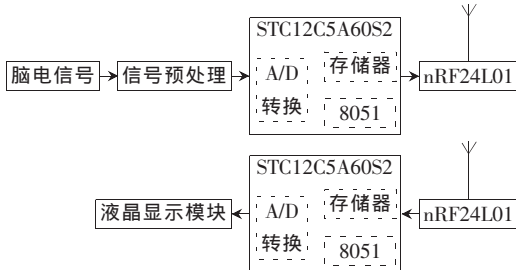 STC12C5A60S2
脑电信号
信号预处理
A/D
转换
存储器
8051
nRF24L01
STC12C5A60S2
液晶显示模块
A/D
转换
存储器
8051
nRF24L01